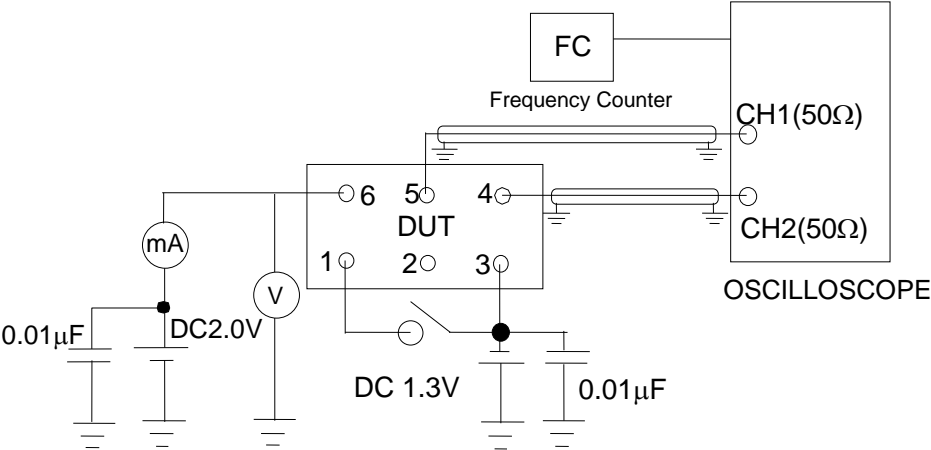 FC
Frequency Counter
CH1(50Ω)
6
5
4
DUT
CH2(50Ω)
mA
1
2
3
V
OSCILLOSCOPE
0.01μF
DC2.0V
DC 1.3V
0.01μF